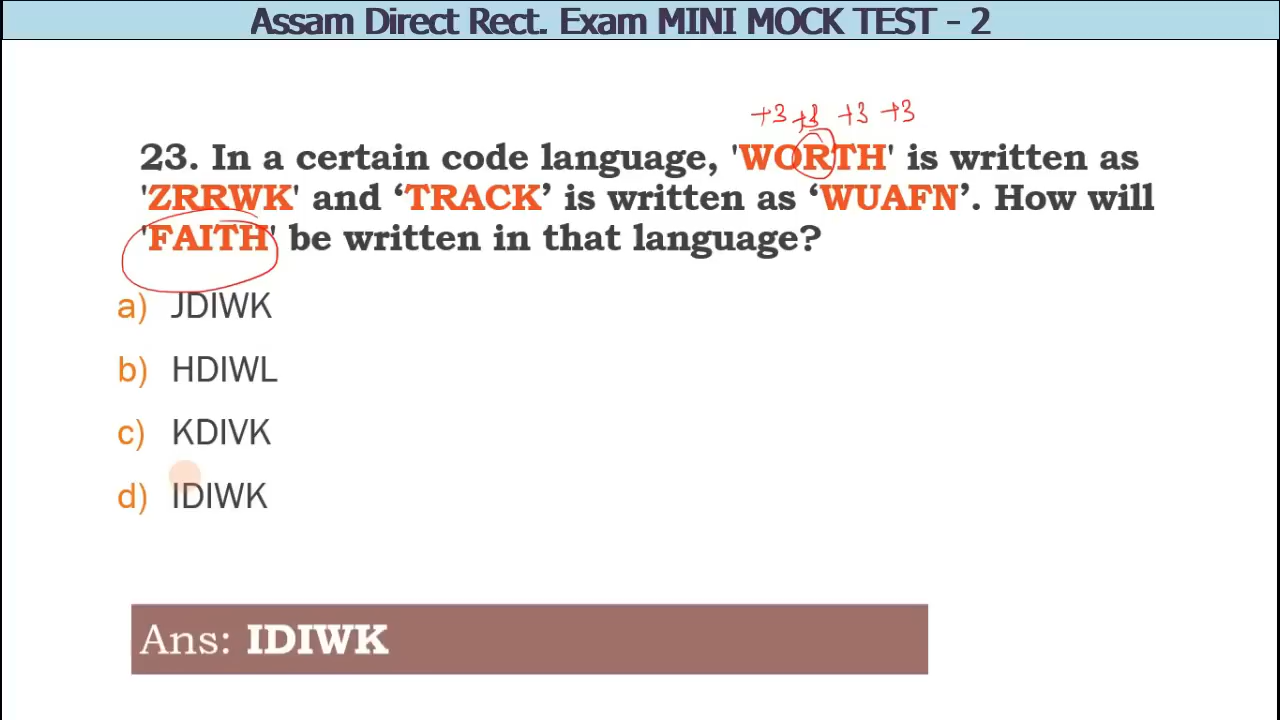 Assam Direct Rect. Exam MINI MOCK TEST - 2
+3 +3 +3 +3
23. In a certain code language, 'WORTH' is written as
'ZRRWK' and ‘TRACK’ is written as ‘WUAFN’. How will
'FAITH' be written in that language?
a) JDIWK
b) HDIWL
c) KDIVK
d) IDIWK
Ans: IDIWK